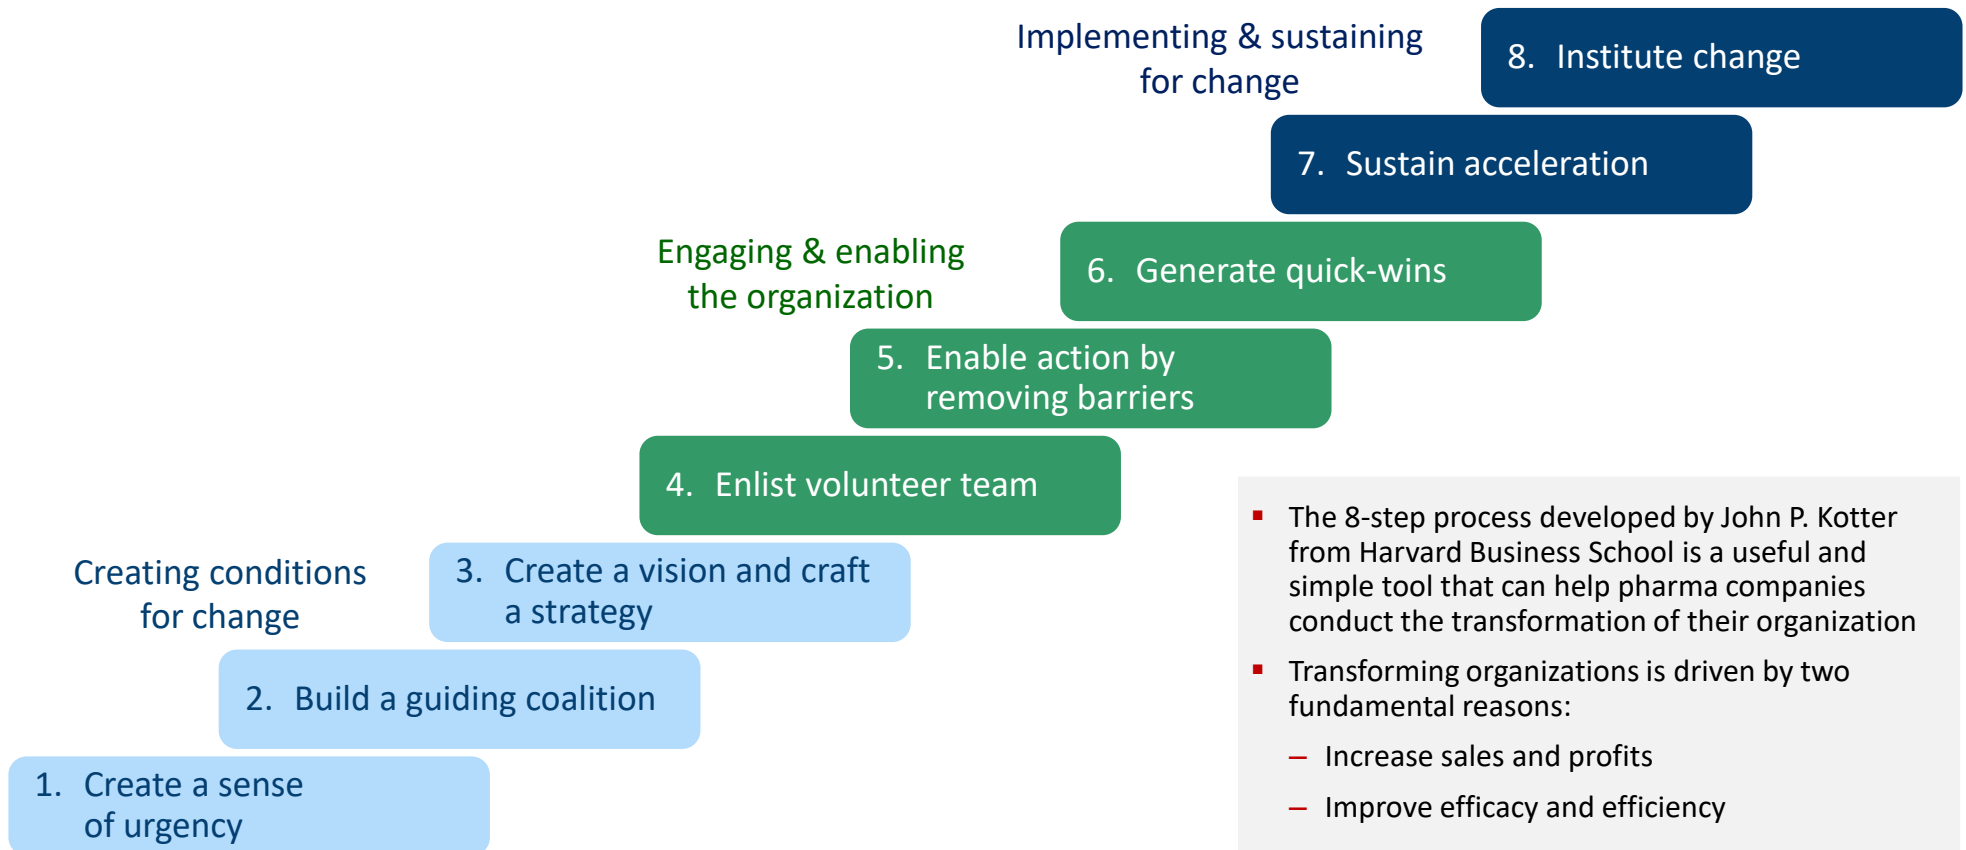 Implementing & sustaining
for change
8. Institute change
7. Sustain acceleration
Engaging & enabling
the organization
6. Generate quick-wins
5. Enable action by
removing barriers
4. Enlist volunteer team
Creating conditions
for change
3. Create a vision and craft
a strategy
2. Build a guiding coalition
1. Create a sense
of urgency
▪ The 8-step process developed by John P. Kotter
from Harvard Business School is a useful and
simple tool that can help pharma companies
conduct the transformation of their organization
▪ Transforming organizations is driven by two
fundamental reasons:
– Increase sales and profits
– Improve efficacy and efficiency